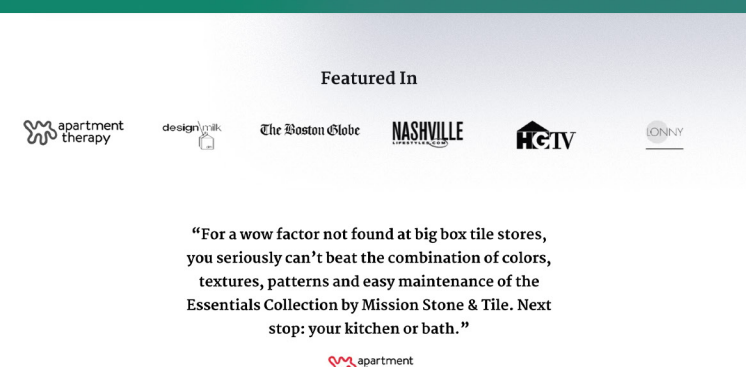 Featured In
apartment
therapy
design\milk
The Boston Globe
NASHVILLE
LIFESTYLES.COM
HGTV
LONNY
“For a wow factor not found at big box tile stores,
you seriously can’t beat the combination of colors,
textures, patterns and easy maintenance of the
Essentials Collection by Mission Stone & Tile. Next
stop: your kitchen or bath.”
apartment